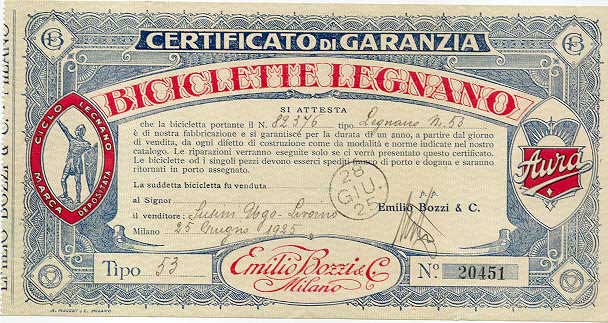 CERTIFICATO DI GARANZIA
BICICLETTE LEGNANO
SI ATTESTA
che la bicicletta portante il N. 82376 tipo Legnano N. 53
è di nostra fabbricazione e si garantisce per la durata di un anno, a partire dal giorno
di vendita, da ogni difetto di costruzione come da modalità e norme indicate nel nostro
catalogo. Le riparazioni verranno eseguite solo se ci verrà presentato questo certificato.
Le biciclette od i singoli pezzi devono esserci spediti franco di porto e dogana e saranno
ritornati in porto assegnato.
La suddetta bicicletta fu venduta
al Signor
il venditore: Ugo - Livorno
Milano 25 Giugno 1925
28 GIU. 25
Emilio Bozzi & C.
CICLO LEGNANO
MARCA DEPOSITATA
Aura
Tipo 53
Emilio Bozzi & C.
Milano
No 20451
EMILIO BOZZI & C. MILANO